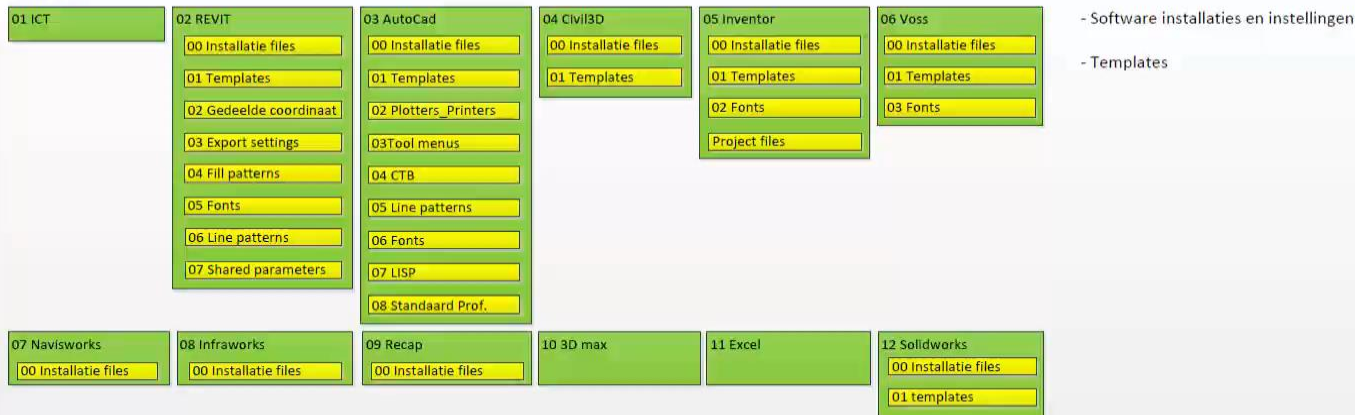 01 ICT
02 REVIT
00 Installatie files
01 Templates
02 Gedeelde coordinaat
03 Export settings
04 Fill patterns
05 Fonts
06 Line patterns
07 Shared parameters
03 AutoCad
00 Installatie files
01 Templates
02 Plotters_Printers
03Tool menus
04 CTB
05 Line patterns
06 Fonts
07 LISP
08 Standaard Prof.
04 Civil3D
00 Installatie files
01 Templates
05 Inventor
00 Installatie files
01 Templates
02 Fonts
Project files
06 Voss
00 Installatie files
01 Templates
03 Fonts
- Software installaties en instellingen
- Templates
07 Navisworks
00 Installatie files
08 Infraworks
00 Installatie files
09 Recap
00 Installatie files
10 3D max
11 Excel
12 Solidworks
00 Installatie files
01 templates